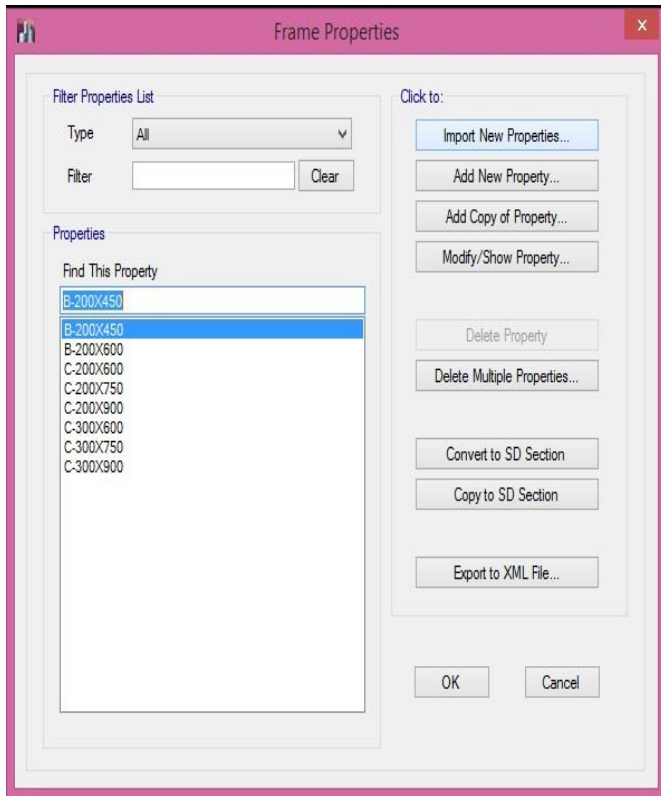 Frame Properties
X
Filter Properties List
Type All
Filter Clear
Properties
Find This Property
B-200X450
B-200X450
B-200X600
C-200X600
C-200X750
C-200X900
C-300X600
C-300X750
C-300X900
Click to:
Import New Properties...
Add New Property...
Add Copy of Property...
Modify/Show Property...
Delete Property
Delete Multiple Properties...
Convert to SD Section
Copy to SD Section
Export to XML File...
OK Cancel